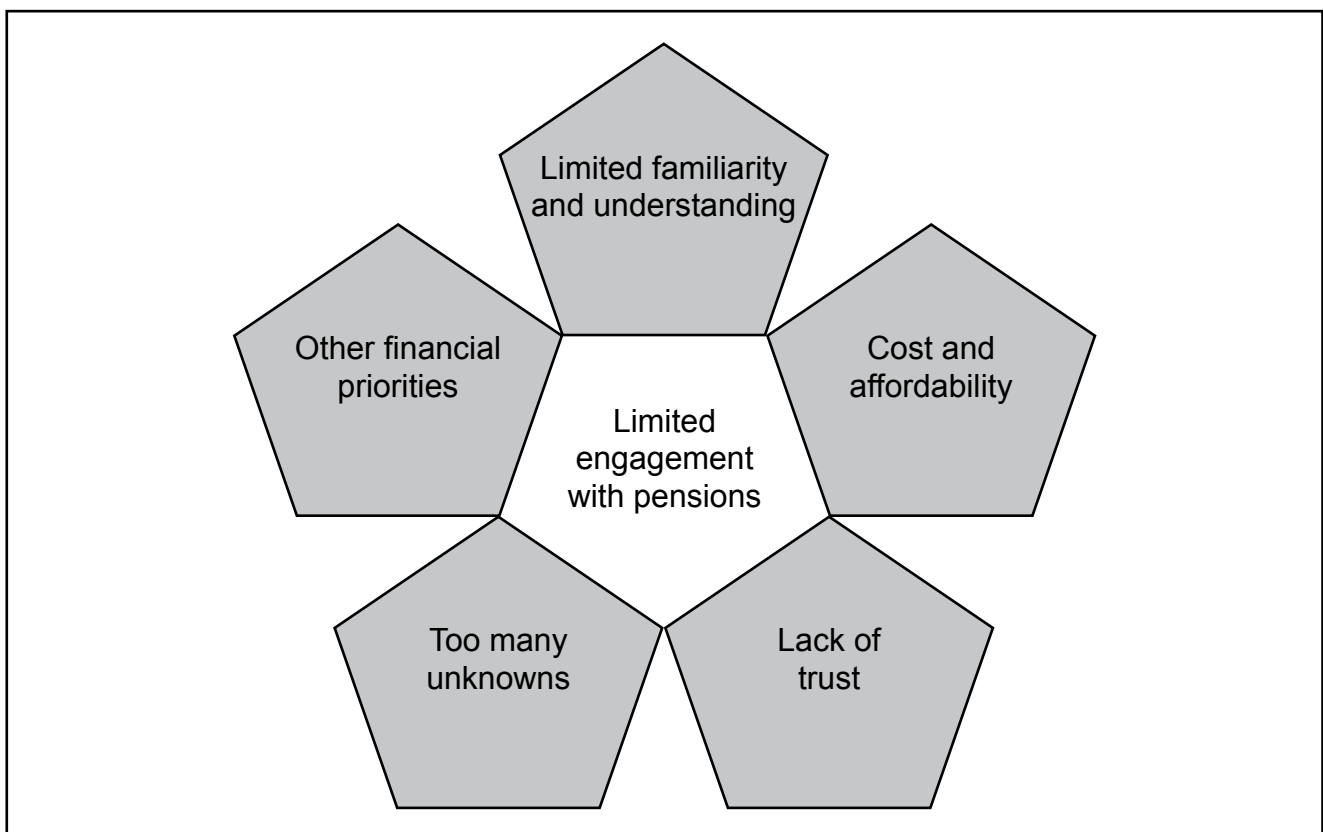 Limited familiarity
and understanding
Other financial
priorities
Cost and
affordability
Limited
engagement
with pensions
Too many
unknowns
Lack of
trust